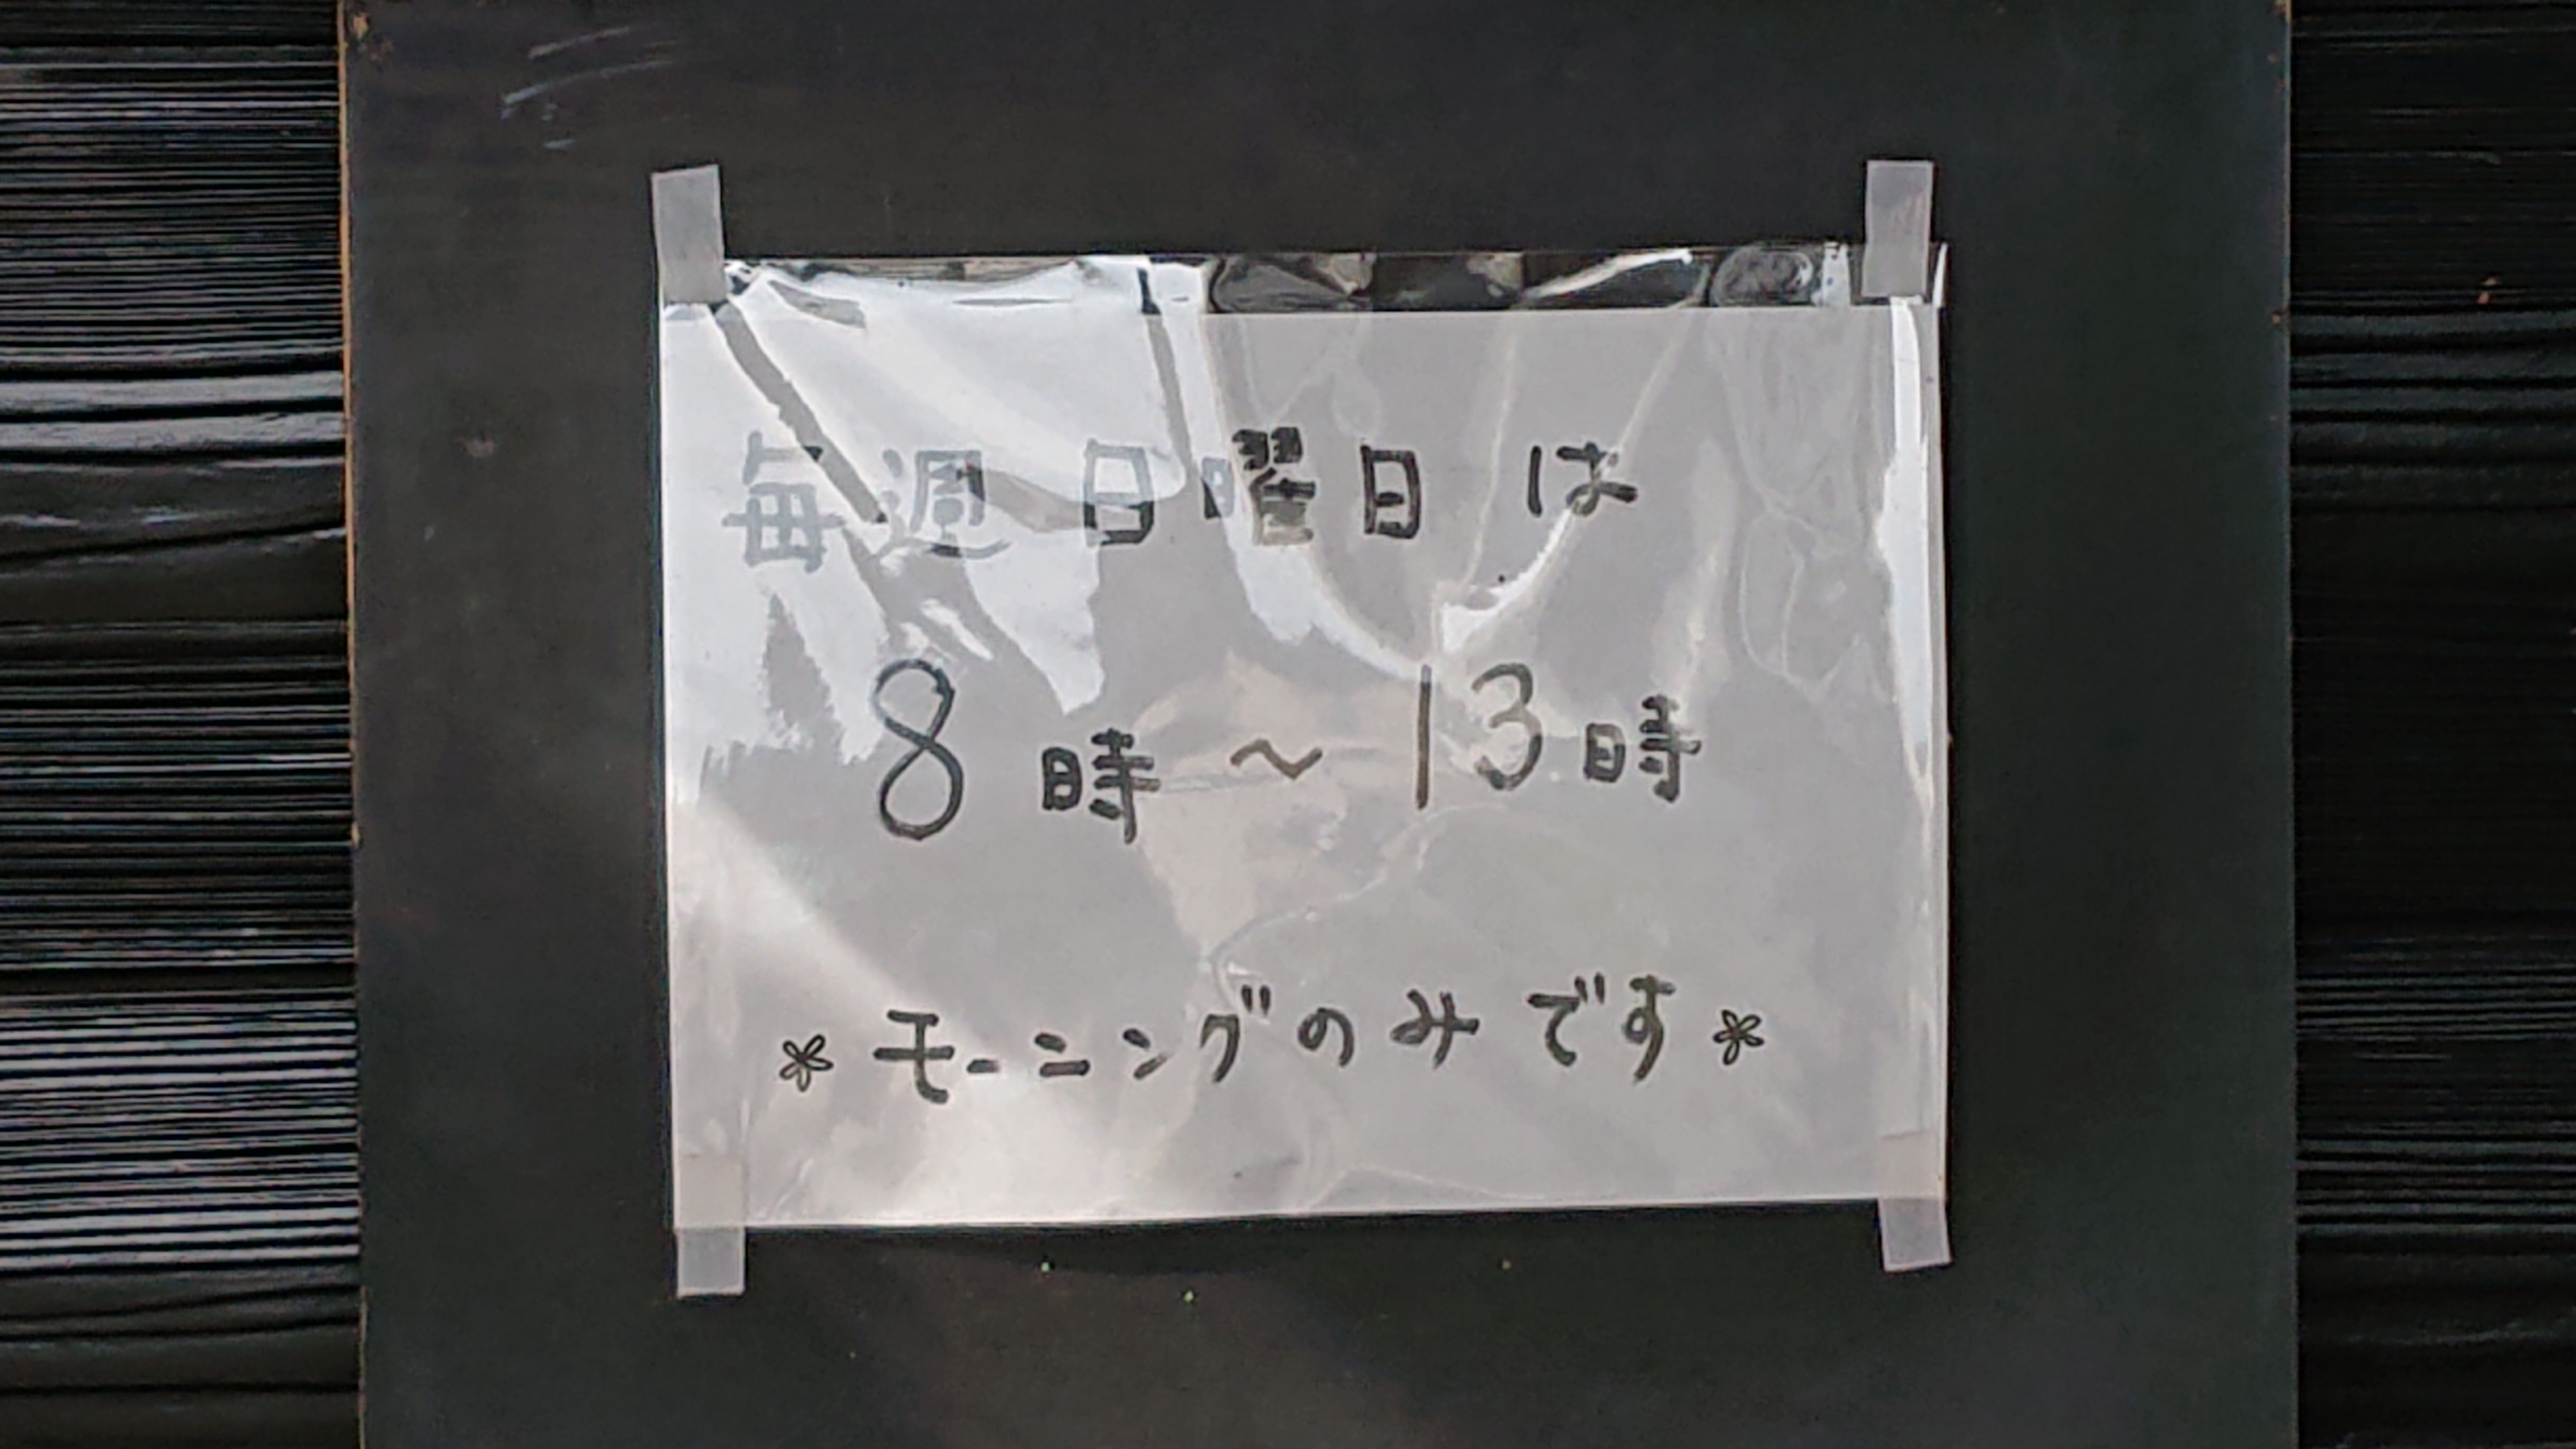 毎週 日曜日 は
8時～13時
*モーニングのみです*